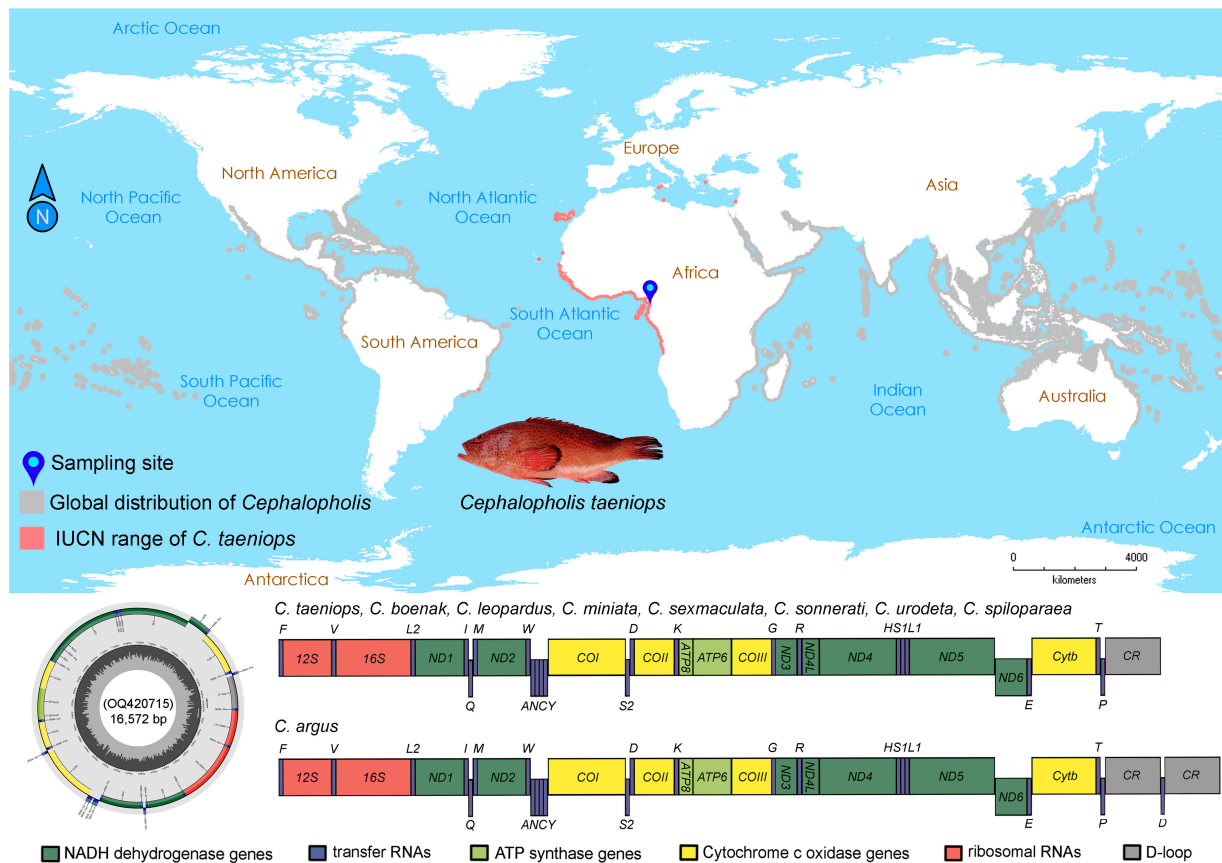 Arctic Ocean
North America
Europe
Asia
North Pacific
Ocean
North Atlantic
Ocean
N
Africa
South Atlantic
Ocean
South America
South Pacific
Ocean
Indian
Ocean
Australia
Sampling site
Global distribution of Cephalopholis
IUCN range of C. taeniops
Cephalopholis taeniops
Antarctic Ocean
Antarctica
0 4000
kilometers
(OQ420715)
16,572 bp
C. taeniops, C. boenak, C. leopardus, C. miniata, C. sexmaculata, C. sonnerati, C. urodeta, C. spiloparaea
F V L2 I M W D K G R HS1L1 T
12S 16S ND1 ND2 COI COII ATP8 ATP6 COIII ND3 ND4L ND4 ND5 ND6 Cytb CR
Q ANCY S2 E P
C. argus
F V L2 I M W D K G R HS1L1 T
12S 16S ND1 ND2 COI COII ATP8 ATP6 COIII ND3 ND4L ND4 ND5 ND6 Cytb CR CR
Q ANCY S2 E P D
NADH dehydrogenase genes transfer RNAs ATP synthase genes Cytochrome c oxidase genes ribosomal RNAs D-loop